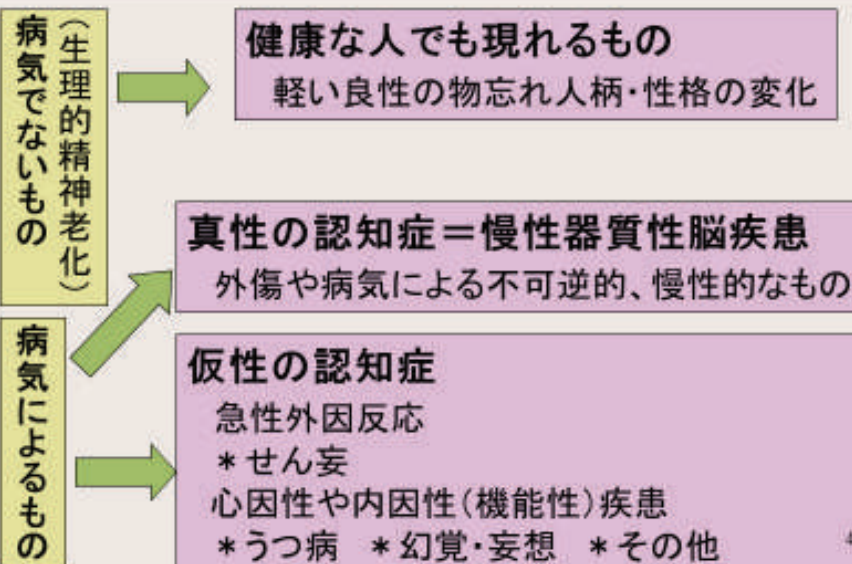 病気でないもの
（生理的精神老化）
健康な人でも現れるもの
軽い良性の物忘れ人柄・性格の変化
病気によるもの
真性の認知症＝慢性器質性脳疾患
外傷や病気による不可逆的、慢性的なもの
仮性の認知症
急性外因反応
＊せん妄
心因性や内因性（機能性）疾患
＊うつ病　＊幻覚・妄想　＊その他